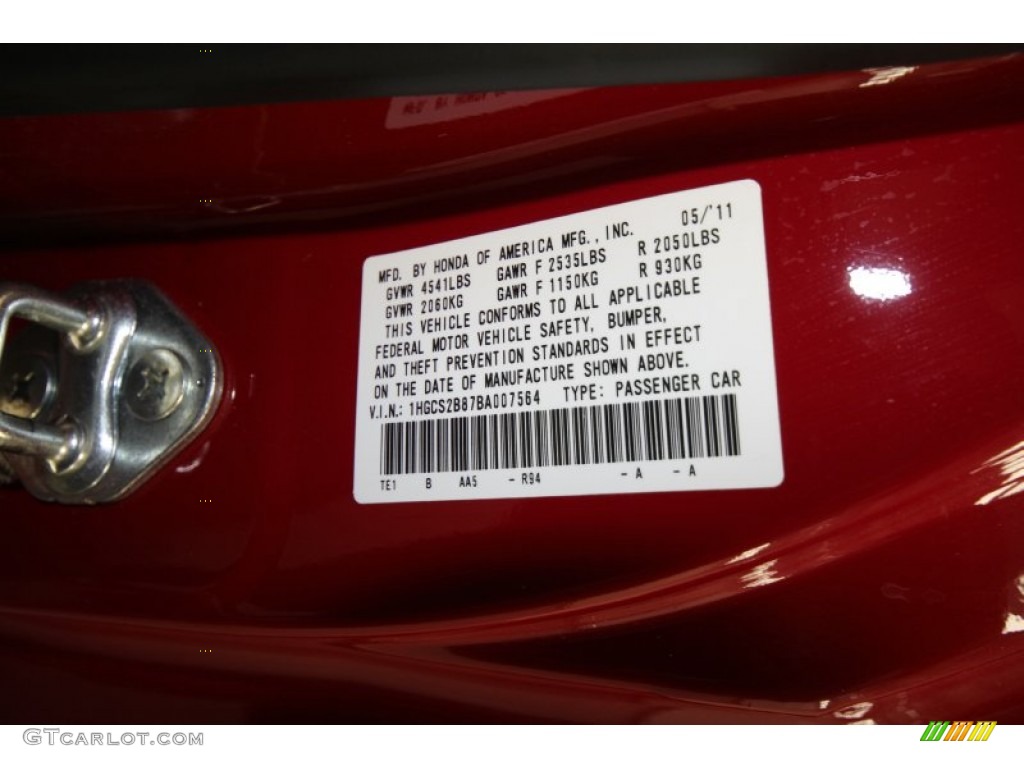 MFD. BY HONDA OF AMERICA MFG., INC. 05/'11
GVWR 4541LBS GAWR F 2535LBS R 2050LBS
GVWR 2060KG GAWR F 1150KG R 930KG
THIS VEHICLE CONFORMS TO ALL APPLICABLE
FEDERAL MOTOR VEHICLE SAFETY, BUMPER,
AND THEFT PREVENTION STANDARDS IN EFFECT
ON THE DATE OF MANUFACTURE SHOWN ABOVE.
V.I.N.: 1HGCS2B87BA007564 TYPE: PASSENGER CAR
TE1 B AA5 - R94 - A - A
GTCARLOT.COM